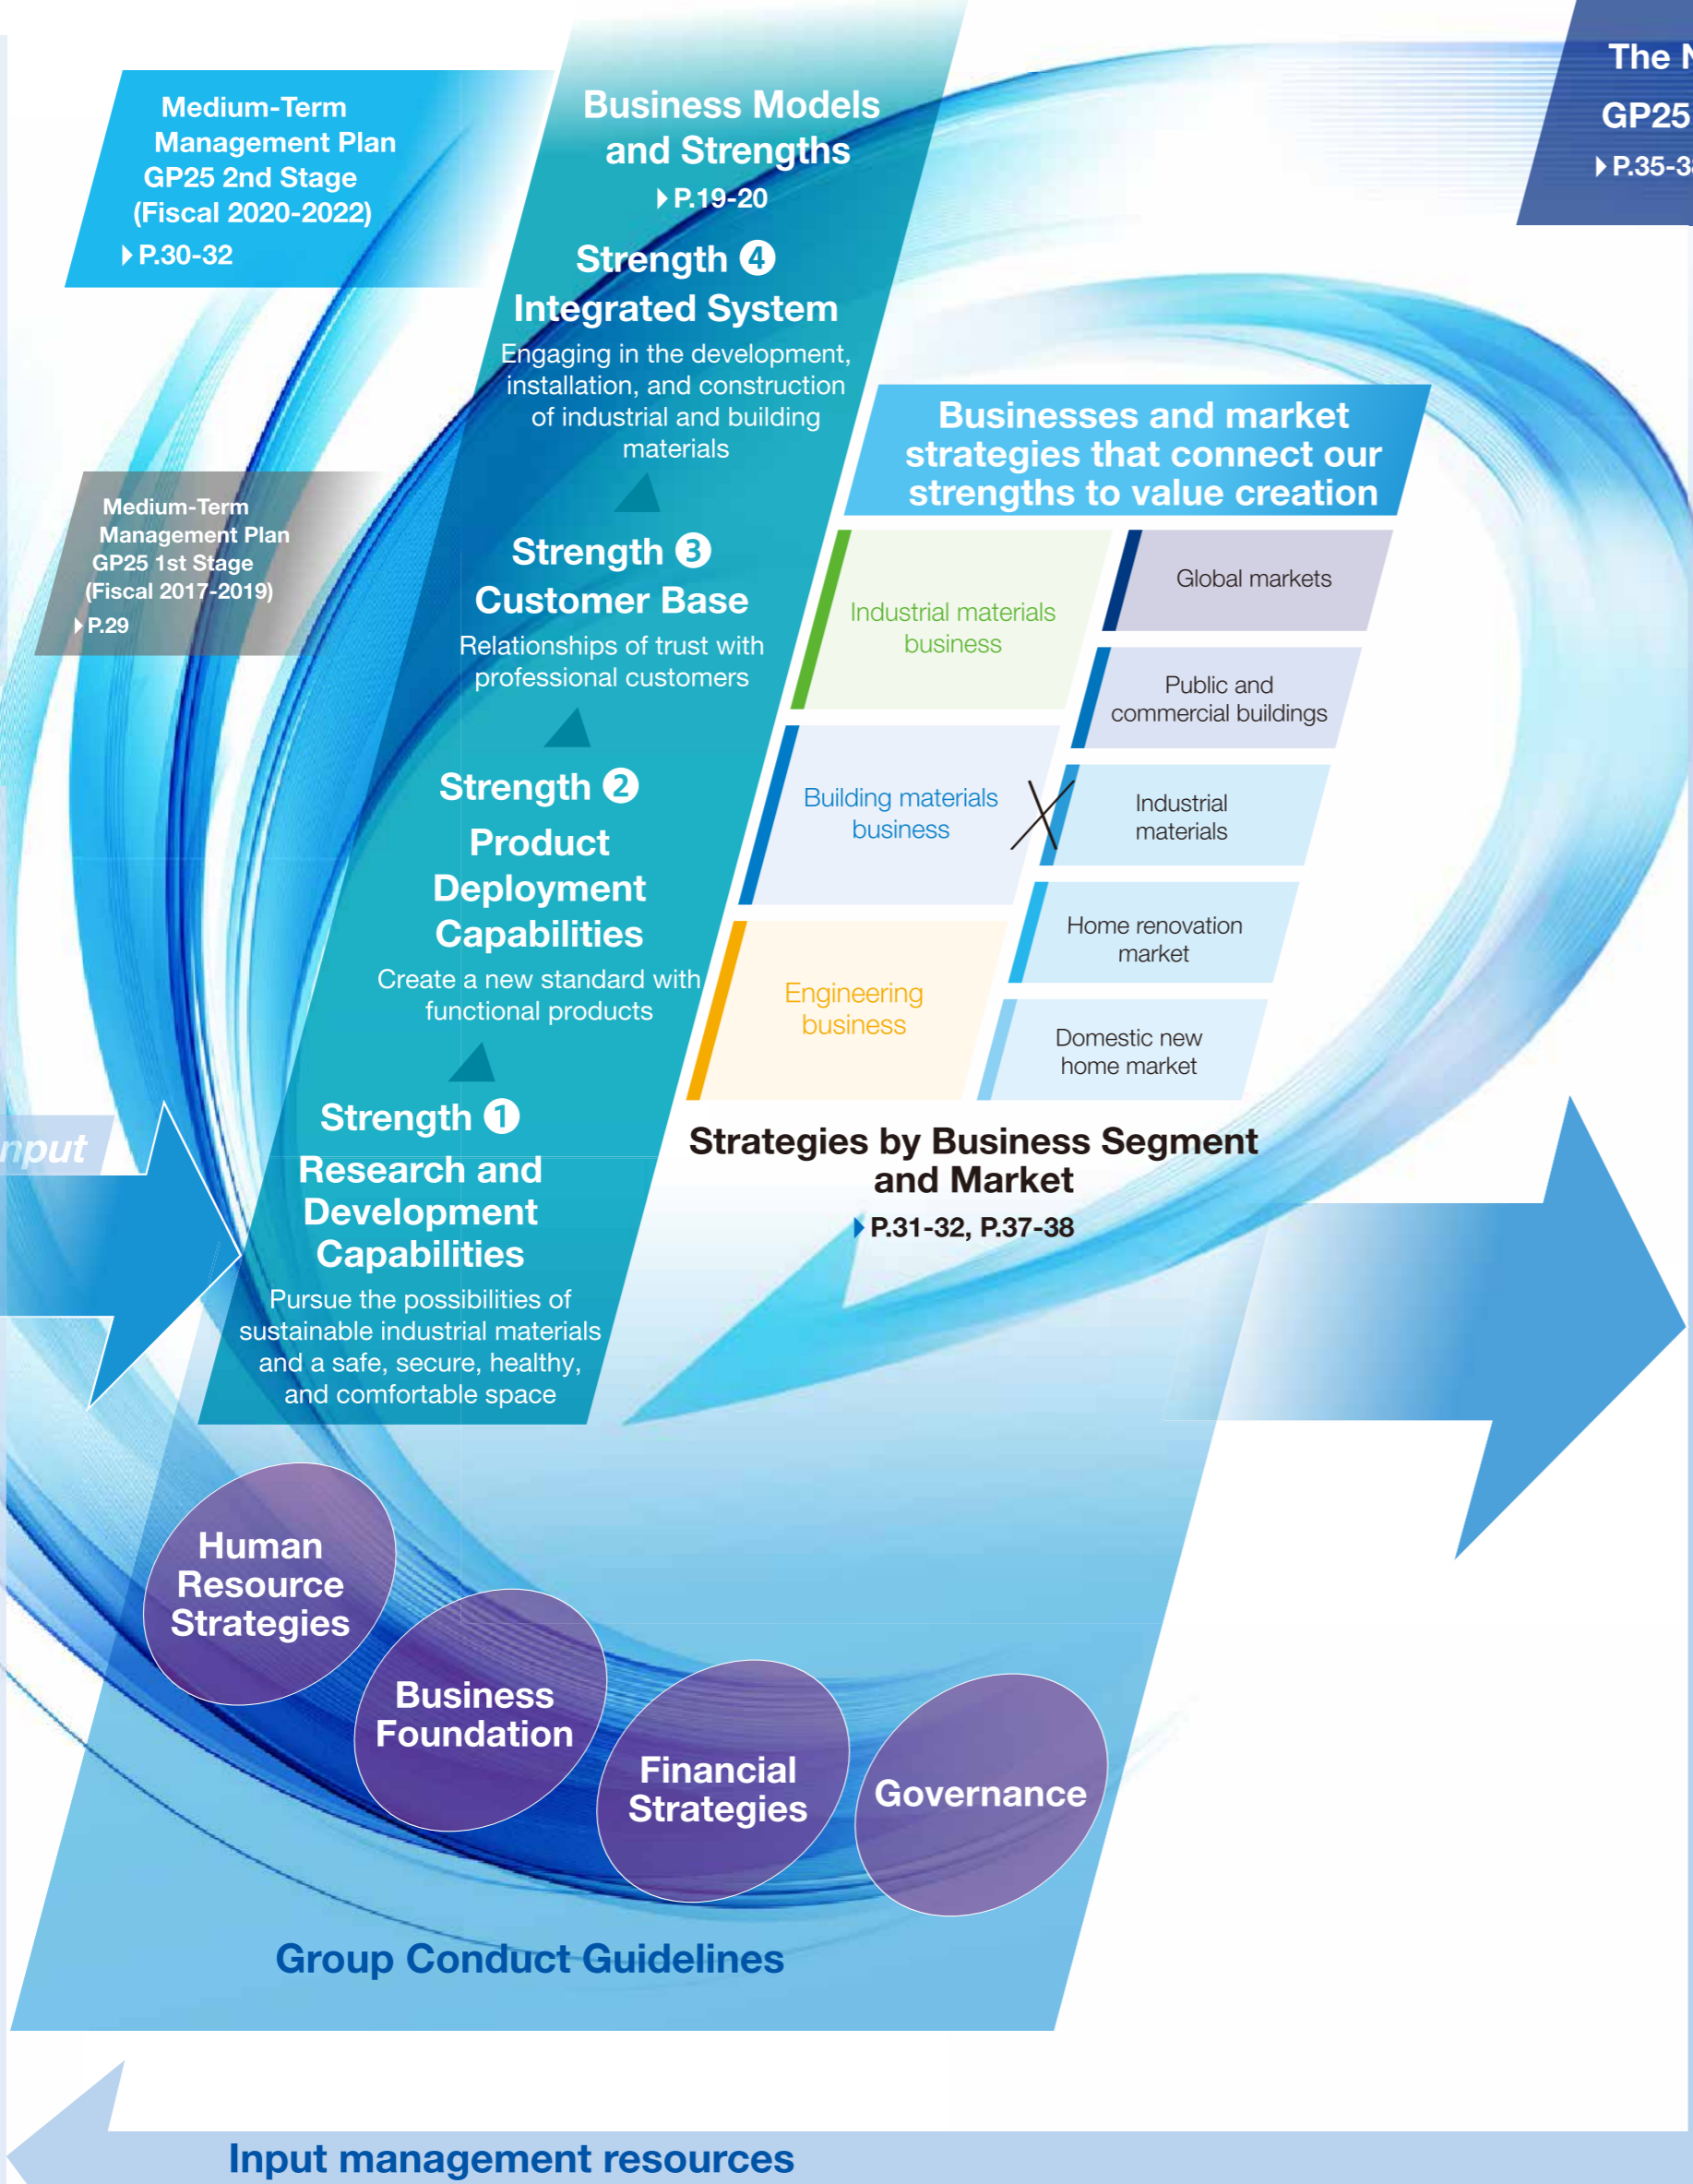 Medium-Term
Management Plan
GP25 2nd Stage
(Fiscal 2020-2022)
P.30-32
Medium-Term
Management Plan
GP25 1st Stage
(Fiscal 2017-2019)
P.29
Business Models
and Strengths
P.19-20
Strength 4
Integrated System
Engaging in the development,
installation, and construction
of industrial and building
materials
Strength 3
Customer Base
Relationships of trust with
professional customers
Strength 2
Product
Deployment
Capabilities
Create a new standard with
functional products
Strength 1
Research and
Development
Capabilities
Pursue the possibilities of
sustainable industrial materials
and a safe, secure, healthy,
and comfortable space
The
GP25
Businesses and market
strategies that connect our
strengths to value creation
Industrial materials
business
Building materials
business
Engineering
business
Global markets
Public and
commercial buildings
Industrial
materials
Home renovation
market
Domestic new
home market
Strategies by Business Segment
and Market
P.31-32, P.37-38
Human
Resource
Strategies
Business
Foundation
Financial
Strategies
Governance
Group Conduct Guidelines
Input management resources